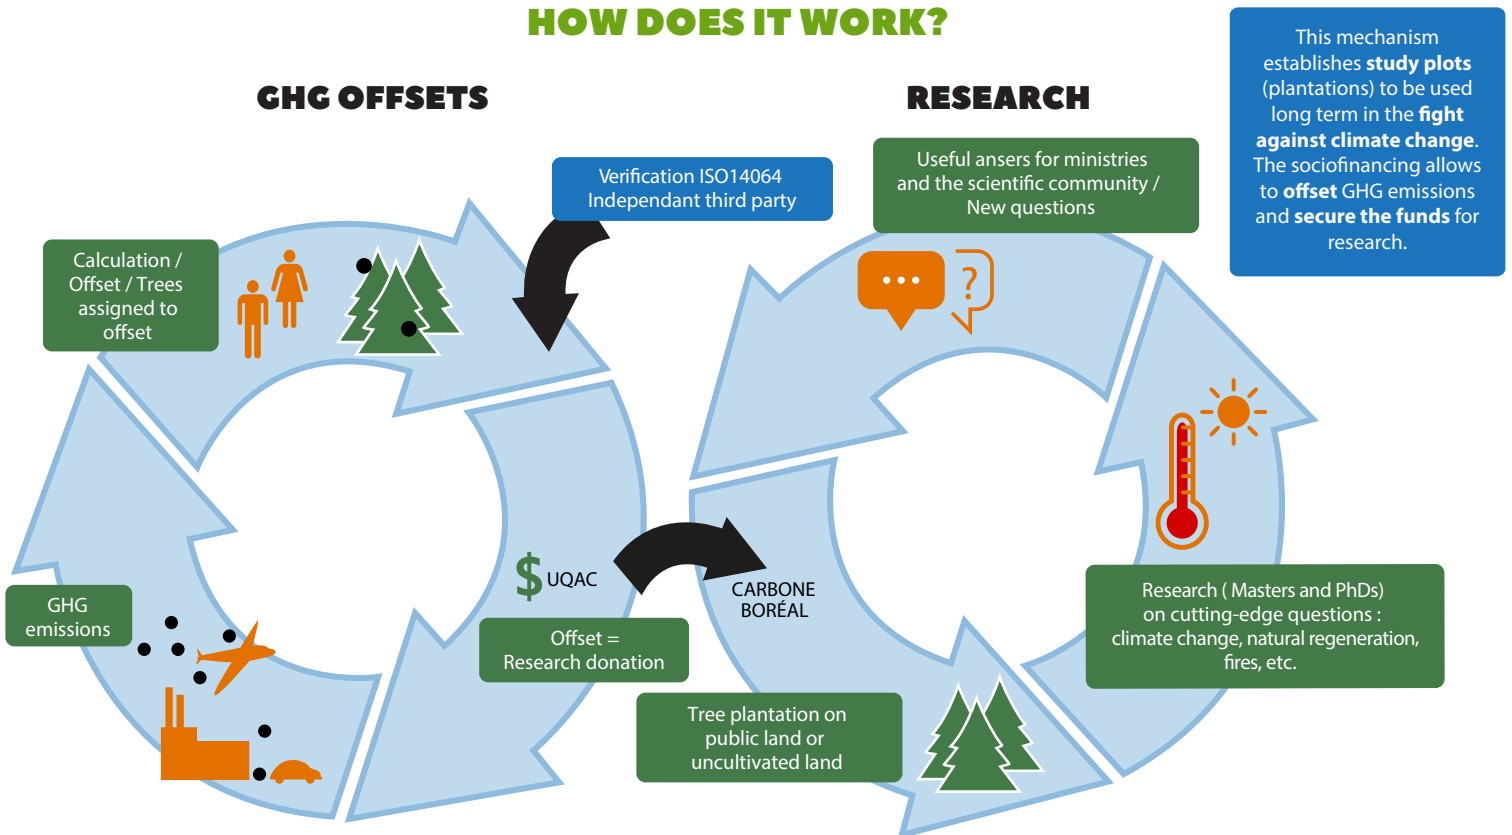 HOW DOES IT WORK?
GHG OFFSETS
Verification ISO14064
Independant third party
Calculation /
Offset / Trees
assigned to
offset
GHG
emissions
$ UQAC
Offset =
Research donation
RESEARCH
Useful ansers for ministries
and the scientific community /
New questions
...
?
CARBONE
BORÉAL
Tree plantation on
public land or
uncultivated land
Research ( Masters and PhDs)
on cutting-edge questions :
climate change, natural regeneration,
fires, etc.
This mechanism
establishes study plots
(plantations) to be used
long term in the fight
against climate change.
The sociofinancing allows
to offset GHG emissions
and secure the funds for
research.